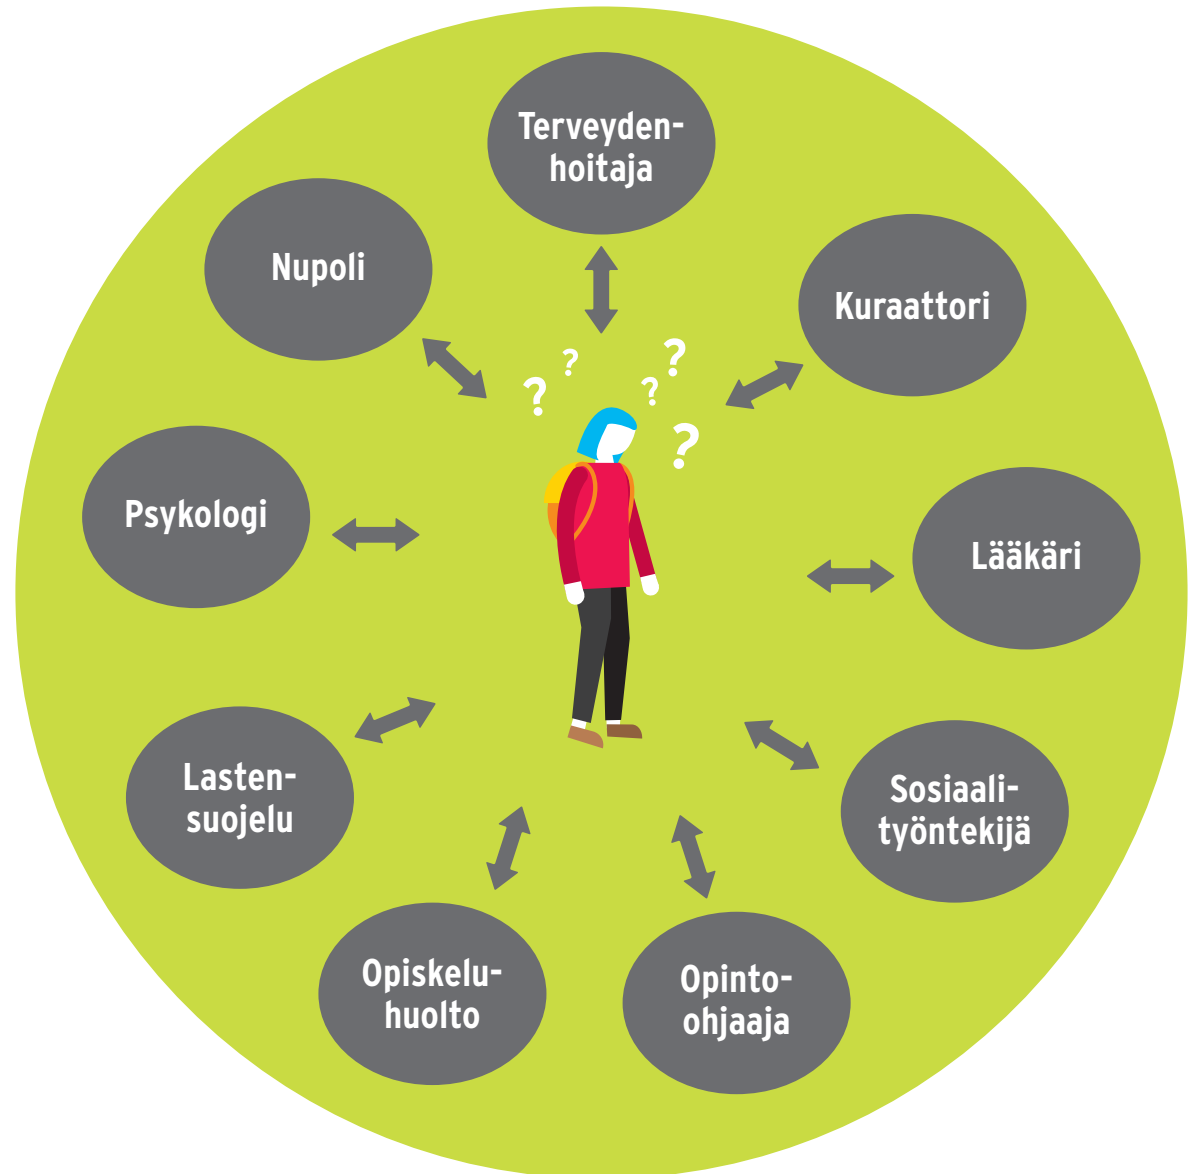 Terveyden-
hoitaja
Nupoli
Kuraattori
?
?
?
?
?
Psykologi
Lääkäri
Lasten-
suojelu
Sosiaali-
työntekijä
Opiskelu-
huolto
Opinto-
ohjaaja